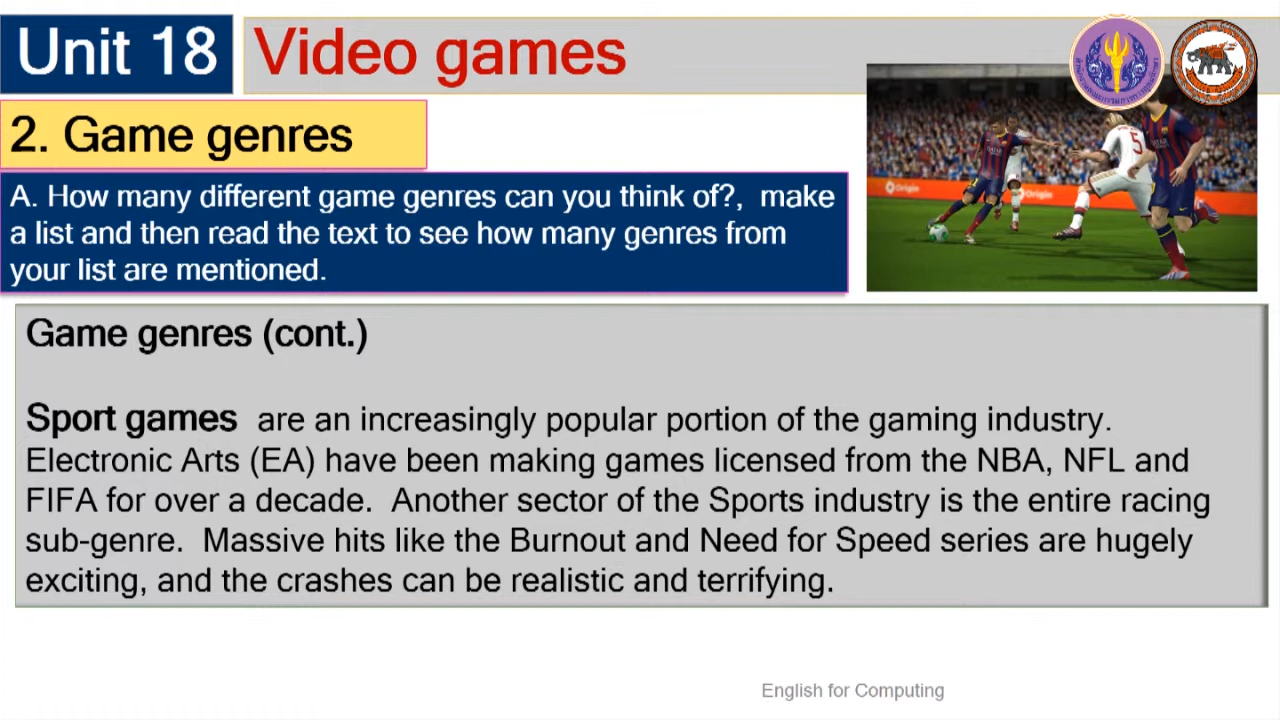 Unit 18
Video games
2. Game genres
A. How many different game genres can you think of?, make
a list and then read the text to see how many genres from
your list are mentioned.
Origin
Origin
5
Game genres (cont.)
Sport games are an increasingly popular portion of the gaming industry.
Electronic Arts (EA) have been making games licensed from the NBA, NFL and
FIFA for over a decade. Another sector of the Sports industry is the entire racing
sub-genre. Massive hits like the Burnout and Need for Speed series are hugely
exciting, and the crashes can be realistic and terrifying.
English for Computing